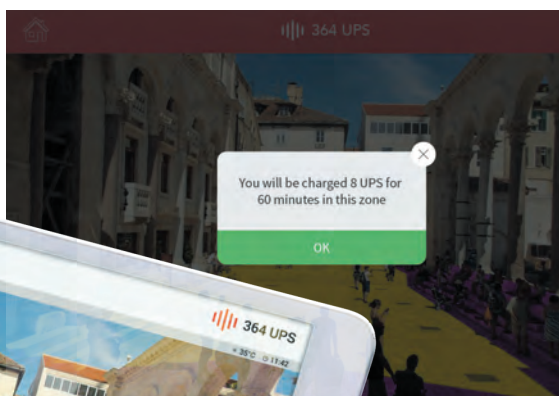 364 UPS
You will be charged 8 UPS for
60 minutes in this zone
OK
364 UPS
35°C 17:42